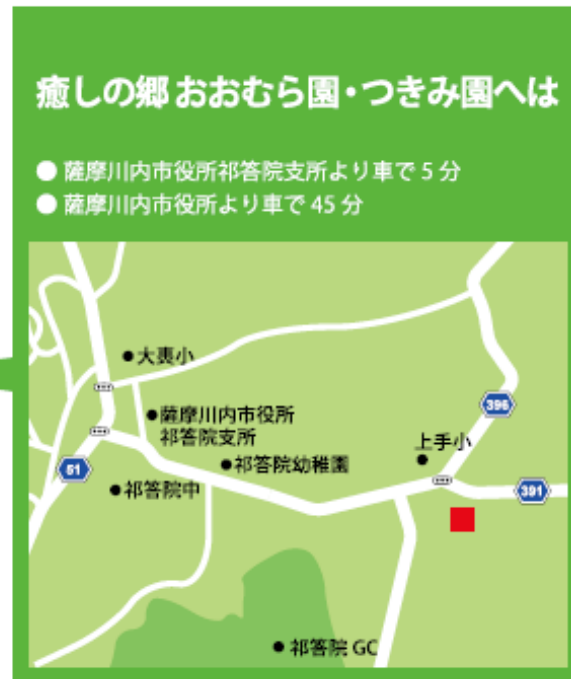 癒しの郷 おおむら園・つきみ園へは
● 薩摩川内市役所祁答院支所より車で 5 分
● 薩摩川内市役所より車で 45 分
●大裏小
●薩摩川内市役所
祁答院支所
396
上手小
●
●祁答院幼稚園
51
●祁答院中
391
●祁答院 GC